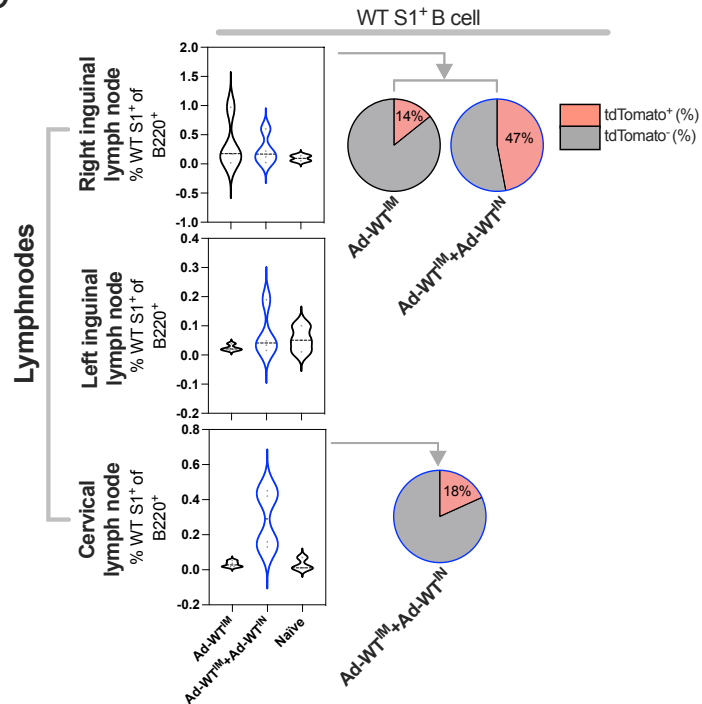 WT S1⁺ B cell
Lymphnodes
Right inguinal
lymph node
% WT S1⁺ of
B220⁺
2.0
1.5
1.0
0.5
0.0
-0.5
-1.0
14%
47%
Ad-WTᴵᴹ
Ad-WTᴵᴹ+Ad-WTᴵᴺ
tdTomato⁺ (%)
tdTomato⁻ (%)
Left inguinal
lymph node
% WT S1⁺ of
B220⁺
0.4
0.3
0.2
0.1
0.0
-0.1
-0.2
Cervical
lymph node
% WT S1⁺ of
B220⁺
0.8
0.6
0.4
0.2
0.0
-0.2
18%
Ad-WTᴵᴹ+Ad-WTᴵᴺ
Ad-WTᴵᴹ
Ad-WTᴵᴹ+Ad-WTᴵᴺ
Naïve